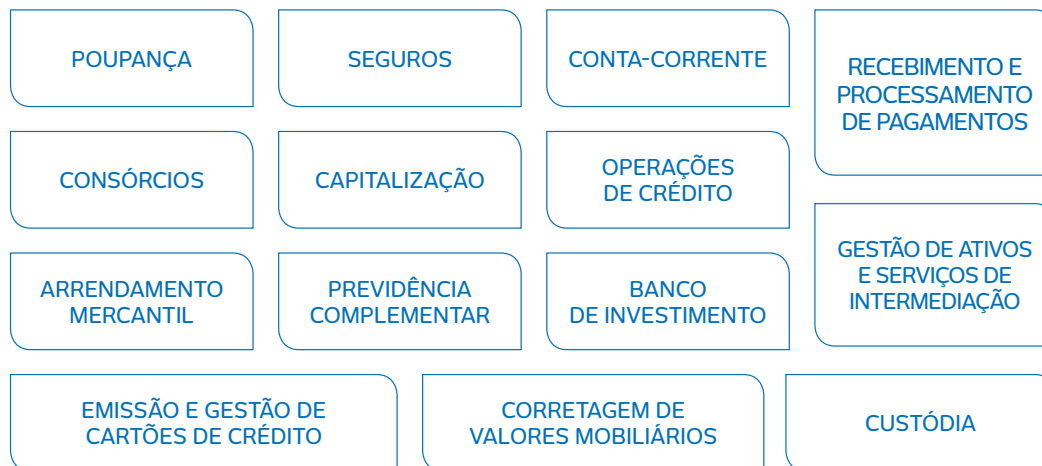 POUPANÇA
SEGUROS
CONTA-CORRENTE
RECEBIMENTO E
PROCESSAMENTO
DE PAGAMENTOS
CONSÓRCIOS
CAPITALIZAÇÃO
OPERAÇÕES
DE CRÉDITO
GESTÃO DE ATIVOS
E SERVIÇOS DE
INTERMEDIAÇÃO
ARRENDAMENTO
MERCANTIL
PREVIDÊNCIA
COMPLEMENTAR
BANCO
DE INVESTIMENTO
EMISSÃO E GESTÃO DE
CARTÕES DE CRÉDITO
CORRETAGEM DE
VALORES MOBILIÁRIOS
CUSTÓDIA